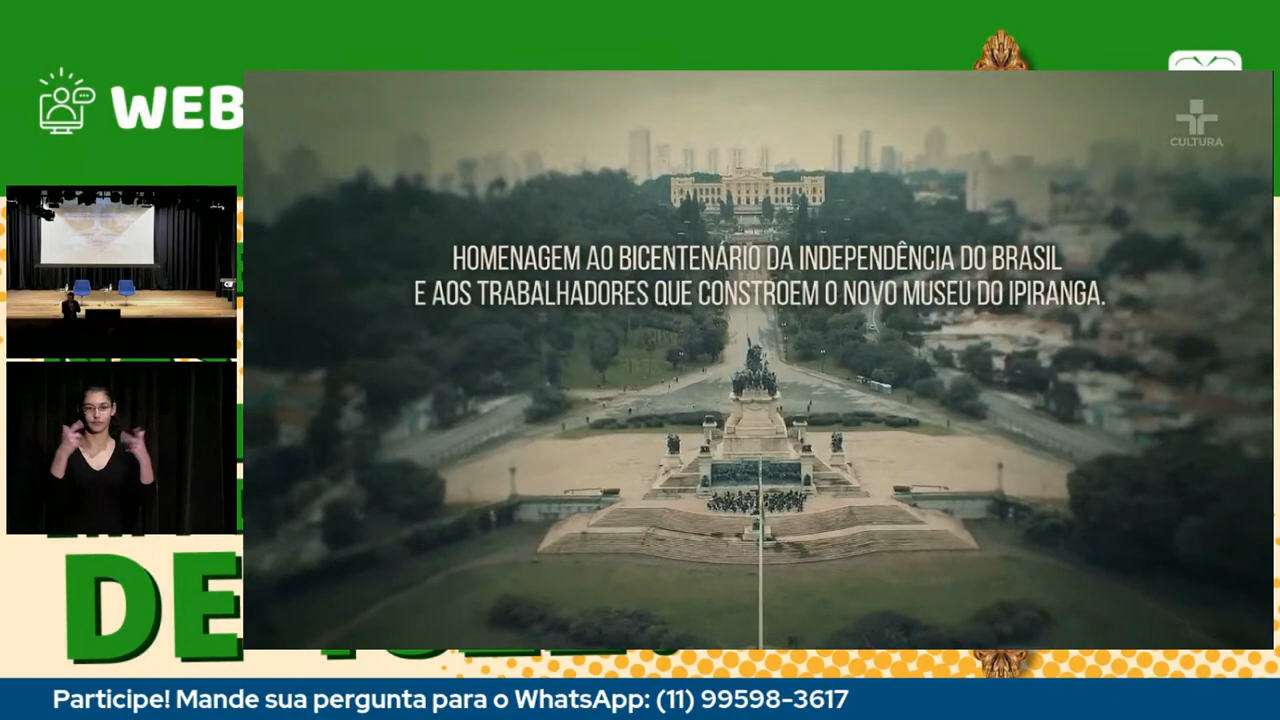 WEB
CULTURA
HOMENAGEM AO BICENTENÁRIO DA INDEPENDÊNCIA DO BRASIL
E AOS TRABALHADORES QUE CONSTROEM O NOVO MUSEU DO IPIRANGA.
DE
Participe! Mande sua pergunta para o WhatsApp: (11) 99598-3617